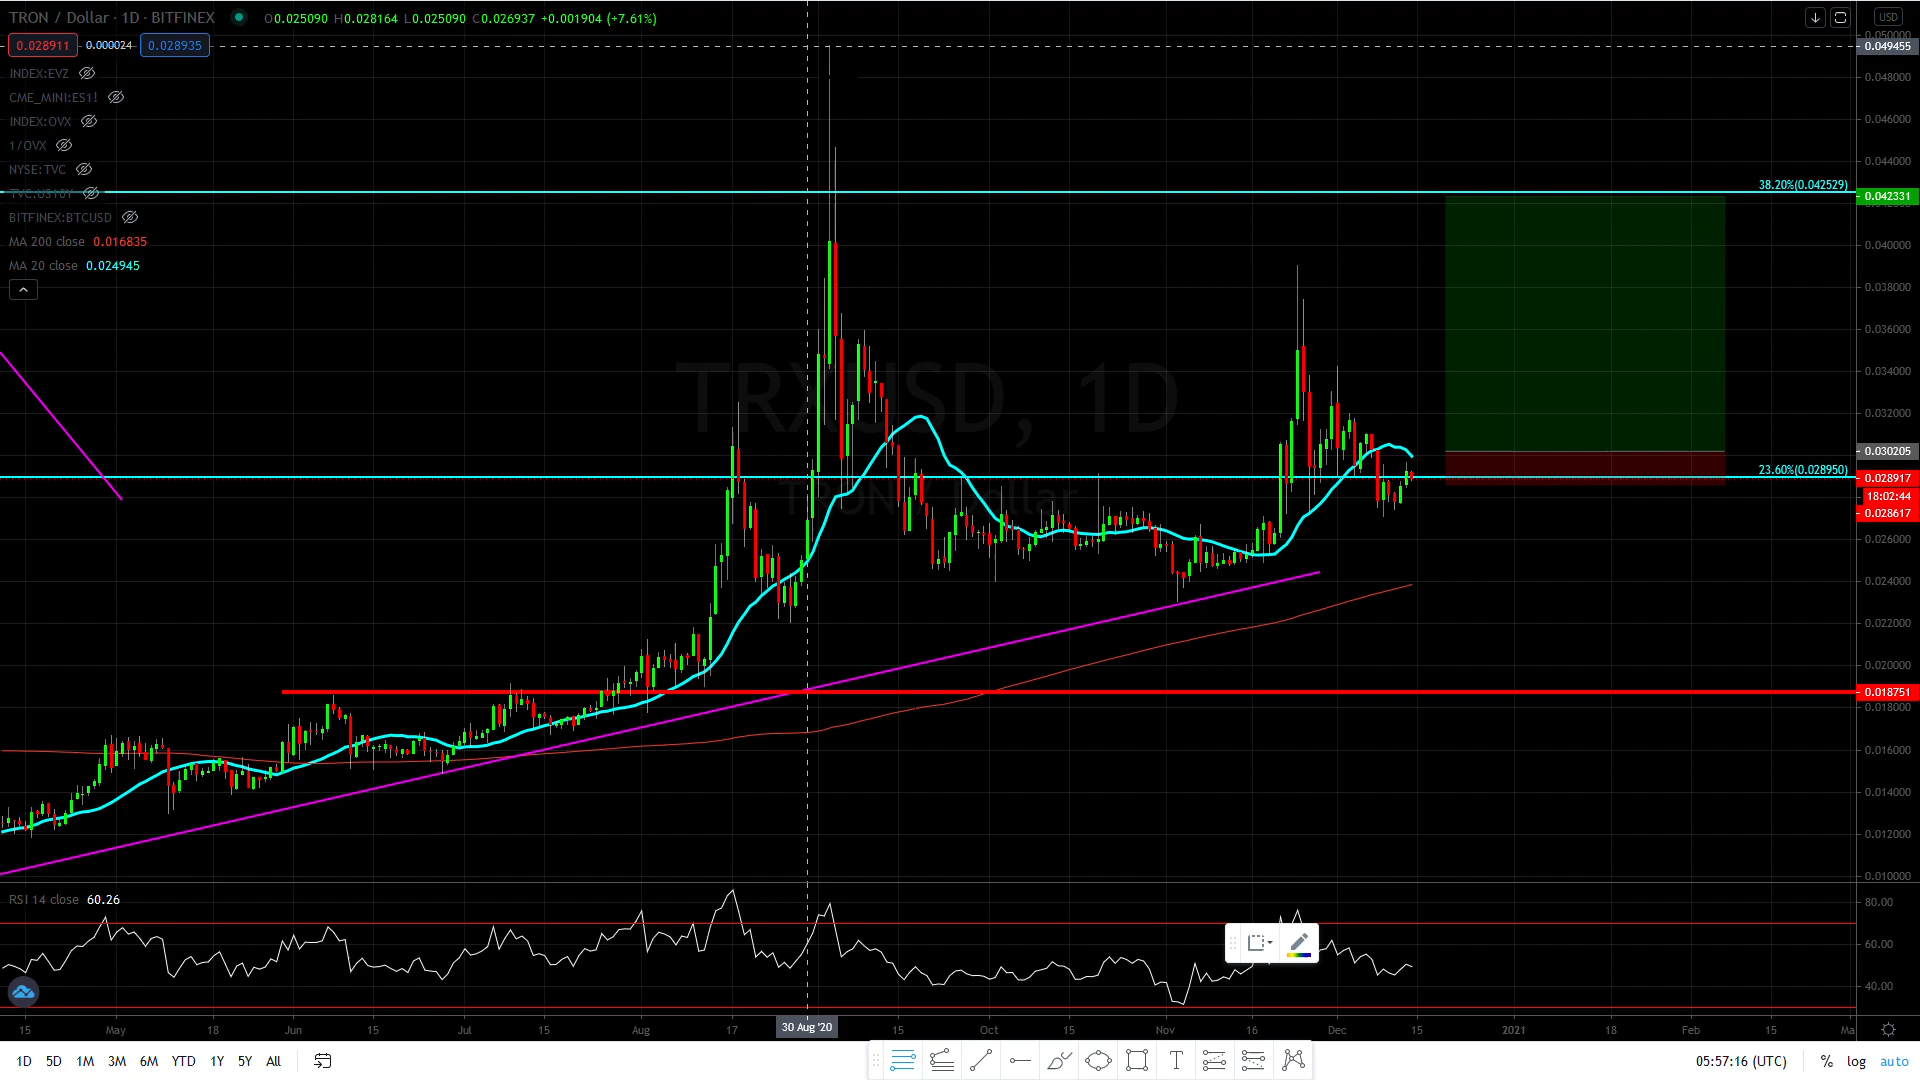 TRON / Dollar · 1D · BITFINEX O0.025090 H0.028164 L0.025090 C0.026937 +0.001904 (+7.61%)
0.028911 0.000024 0.028935
INDEX:EVZ
CME_MINI:ES1!
INDEX:OVX
1/OVX
NYSE:TVC
TVC:US10Y
BITFINEX:BTCUSD
MA 200 close 0.016835
MA 20 close 0.024945
TRXUSD, 1D
TRON / Dollar
38.20%(0.042529)
23.60%(0.028950)
USD
0.050000
0.049455
0.048000
0.046000
0.044000
0.042331
0.040000
0.038000
0.036000
0.034000
0.032000
0.030205
0.028917
18:02:44
0.028617
0.026000
0.024000
0.022000
0.020000
0.018751
0.018000
0.016000
0.014000
0.012000
0.010000
RSI 14 close 60.26
80.00
60.00
40.00
15 May 18 Jun 15 Jul 15 Aug 17 30 Aug '20 15 Oct 15 Nov 16 Dec 15 2021 18 Feb 15 Ma
1D 5D 1M 3M 6M YTD 1Y 5Y All
T
05:57:16 (UTC) % log auto